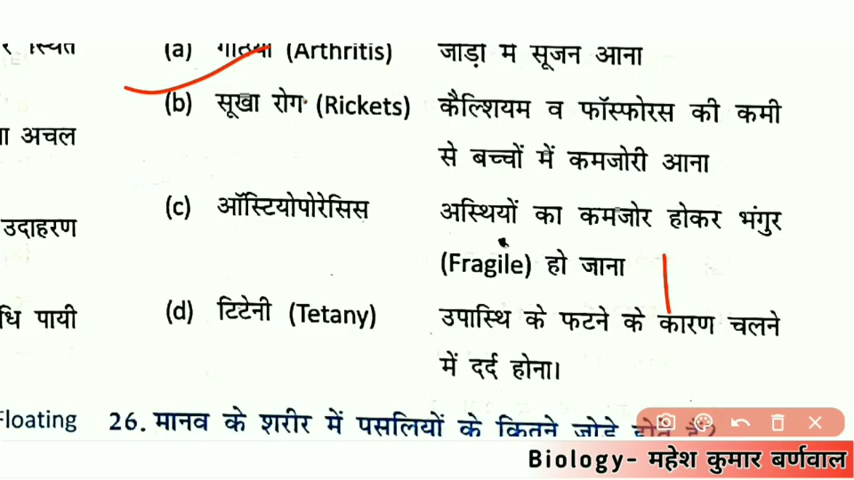 (a) गठिया (Arthritis) जोड़ों में सूजन आना
(b) सूखा रोग (Rickets) कैल्शियम व फॉस्फोरस की कमी
अचल
से बच्चों में कमजोरी आना
(c) ऑस्टियोपोरेसिस अस्थियों का कमजोर होकर भंगुर
उदाहरण
(Fragile) हो जाना
धि पायी (d) टिटेनी (Tetany) उपास्थि के फटने के कारण चलने
में दर्द होना।
Floating 26. मानव के शरीर में पसलियों के कितने जोड़े होते हैं?
Biology- महेश कुमार बर्णवाल